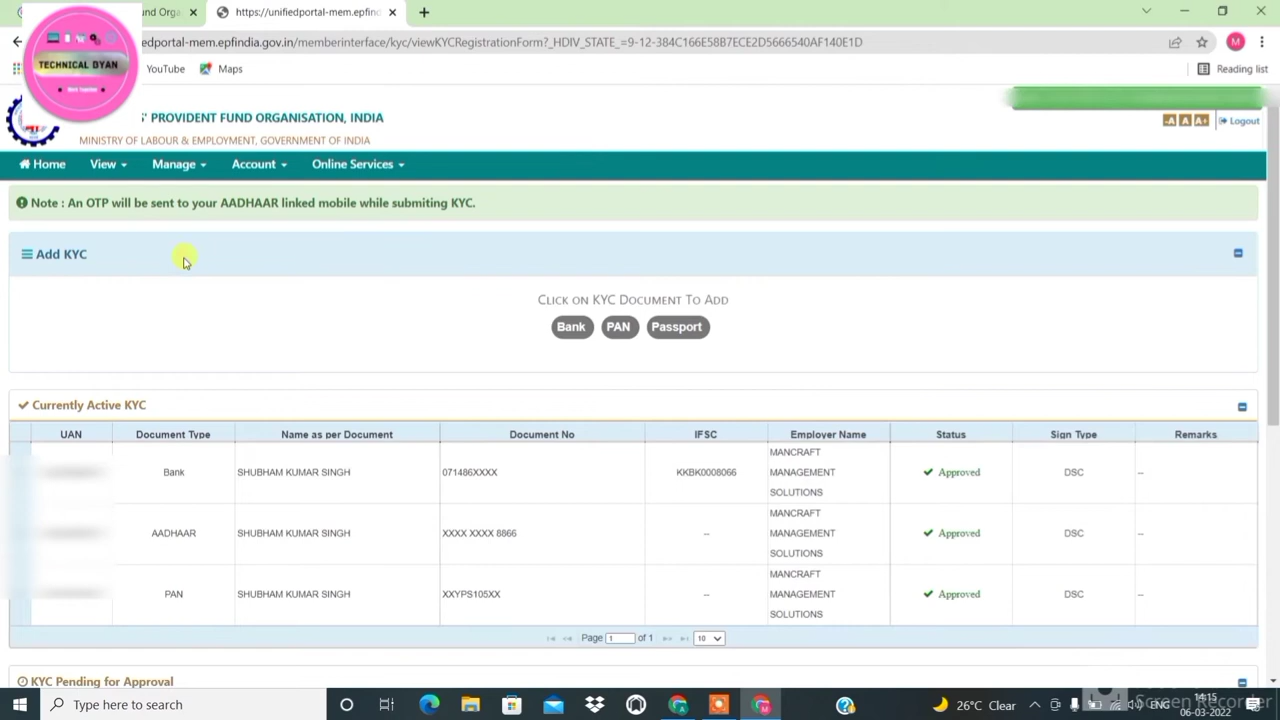 nd Orga
https://unifiedportal-mem.epfind
edportal-mem.epfindia.gov.in/memberinterface/kyc/viewKYCRegistrationForm?_HDIV_STATE_=9-12-384C166E58B7ECE2D5666540AF140E1D
M
TECHNICAL DYAN
YouTube
Maps
Reading list
' PROVIDENT FUND ORGANISATION, INDIA
MINISTRY OF LABOUR & EMPLOYMENT, GOVERNMENT OF INDIA
-A A A+ Logout
Home View Manage Account Online Services
Note : An OTP will be sent to your AADHAAR linked mobile while submiting KYC.
Add KYC
CLICK ON KYC DOCUMENT TO ADD
Bank PAN Passport
Currently Active KYC
UAN Document Type Name as per Document Document No IFSC Employer Name Status Sign Type Remarks
Bank SHUBHAM KUMAR SINGH 071486XXXX KKBK0008066 MANCRAFT MANAGEMENT SOLUTIONS Approved DSC --
AADHAAR SHUBHAM KUMAR SINGH XXXX XXXX 8866 -- MANCRAFT MANAGEMENT SOLUTIONS Approved DSC --
PAN SHUBHAM KUMAR SINGH XXYPS105XX -- MANCRAFT MANAGEMENT SOLUTIONS Approved DSC --
Page 1 of 1 10
KYC Pending for Approval
Type here to search
26°C Clear
ENG
14:15
06-03-2022
Screen Recorder